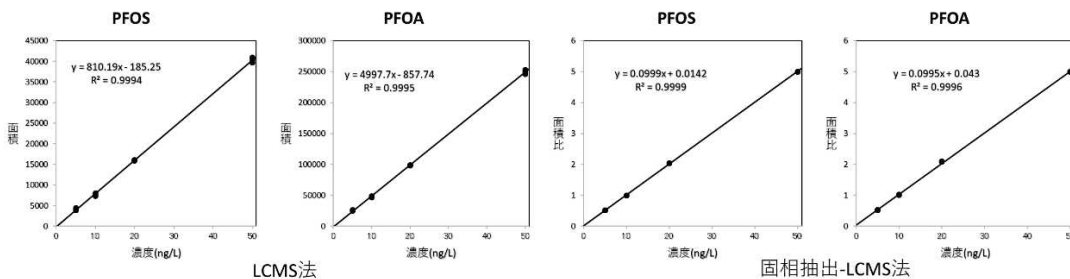 PFOS
45000
40000
35000
30000
25000
20000
15000
10000
5000
0
面積
y = 810.19x - 185.25
R² = 0.9994
0 10 20 30 40 50
濃度(ng/L)
PFOA
300000
250000
200000
150000
100000
50000
0
面積
y = 4997.7x - 857.74
R² = 0.9995
0 10 20 30 40 50
濃度(ng/L)
LCMS法
PFOS
6
5
4
3
2
1
0
面積比
y = 0.0999x + 0.0142
R² = 0.9999
0 10 20 30 40 50
濃度(ng/L)
PFOA
6
5
4
3
2
1
0
面積比
y = 0.0995x + 0.043
R² = 0.9996
0 10 20 30 40 50
濃度(ng/L)
固相抽出-LCMS法